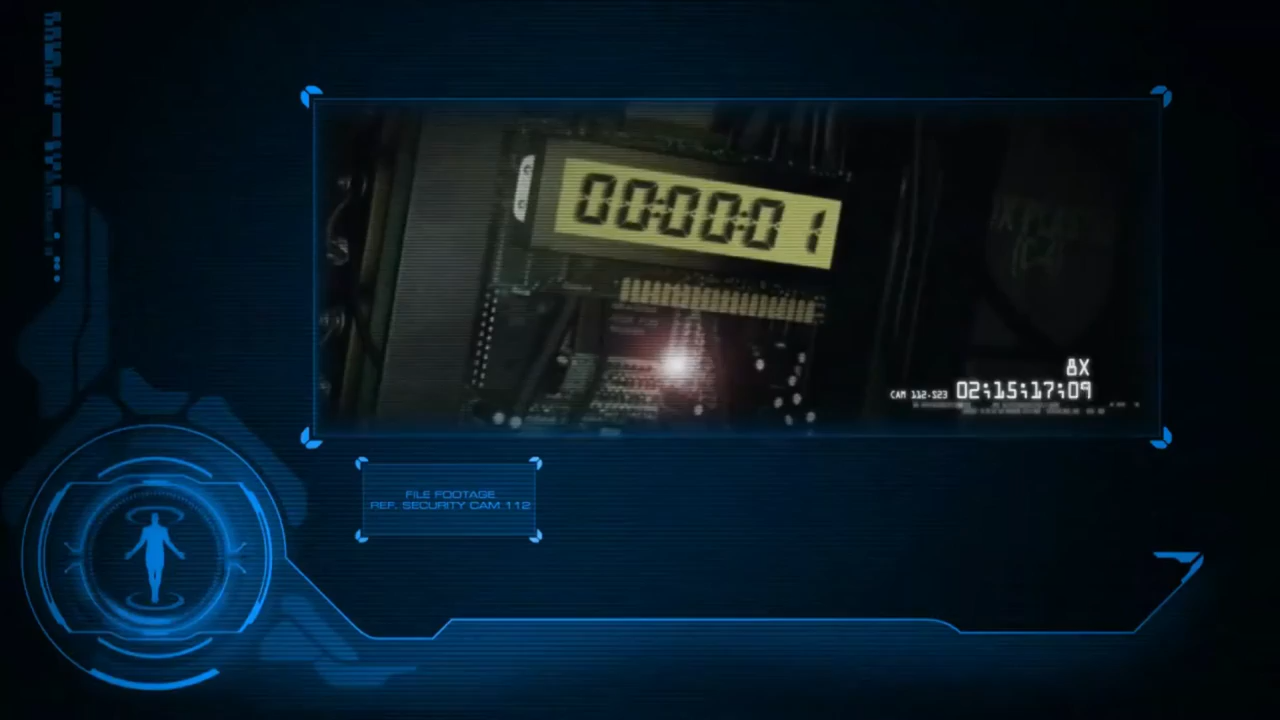 00:00:01
8X
CAM 112.S23 02:15:17:09
FILE FOOTAGE
REF. SECURITY CAM 112